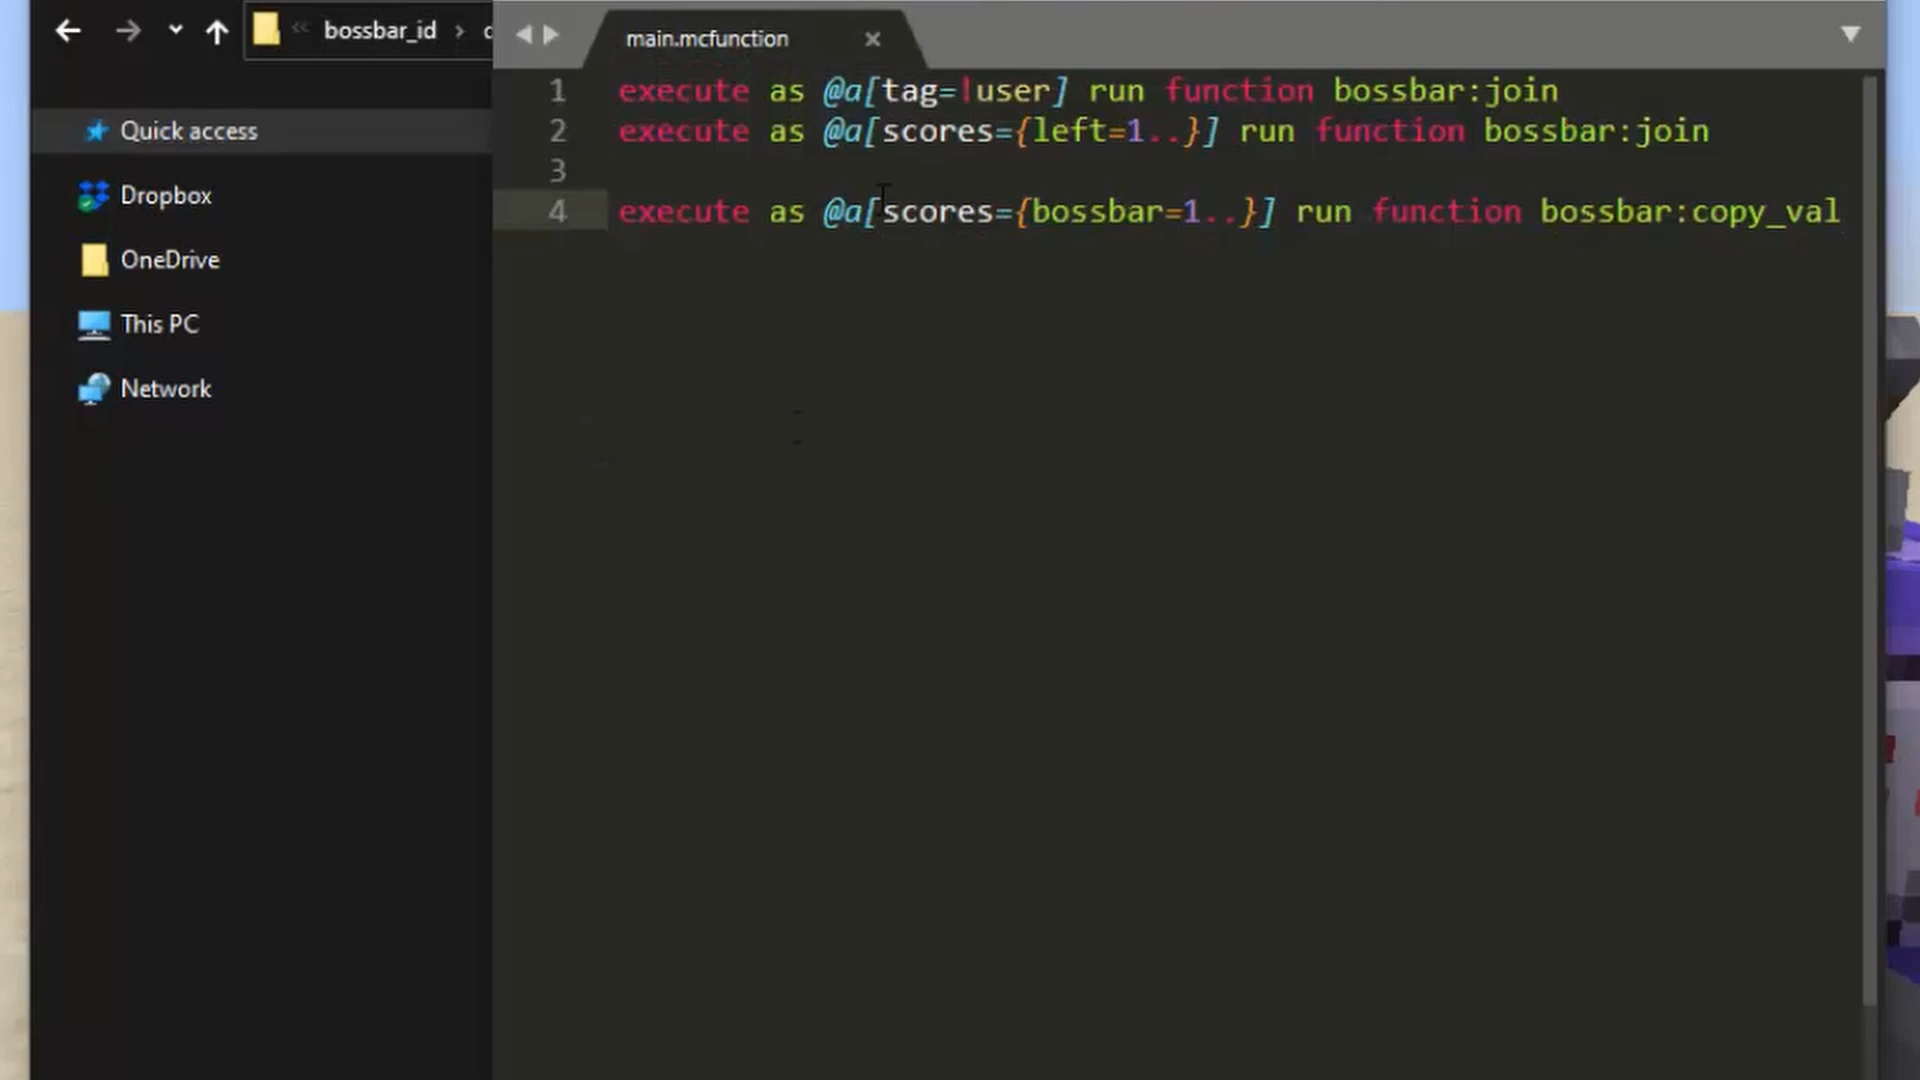 bossbar_id
main.mcfunction
1 execute as @a[tag=!user] run function bossbar:join
2 execute as @a[scores={left=1..}] run function bossbar:join
3
4 execute as @a[scores={bossbar=1..}] run function bossbar:copy_val
Quick access
Dropbox
OneDrive
This PC
Network